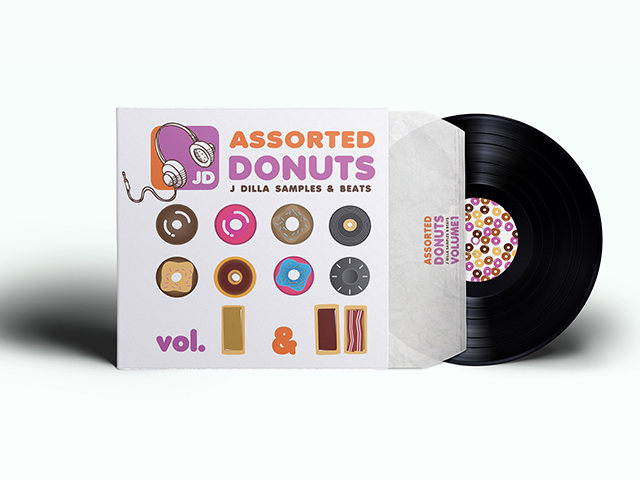 JD
ASSORTED
DONUTS
J DILLA SAMPLES & BEATS
vol.
&
ASSORTED
DONUTS
VOLUME 1